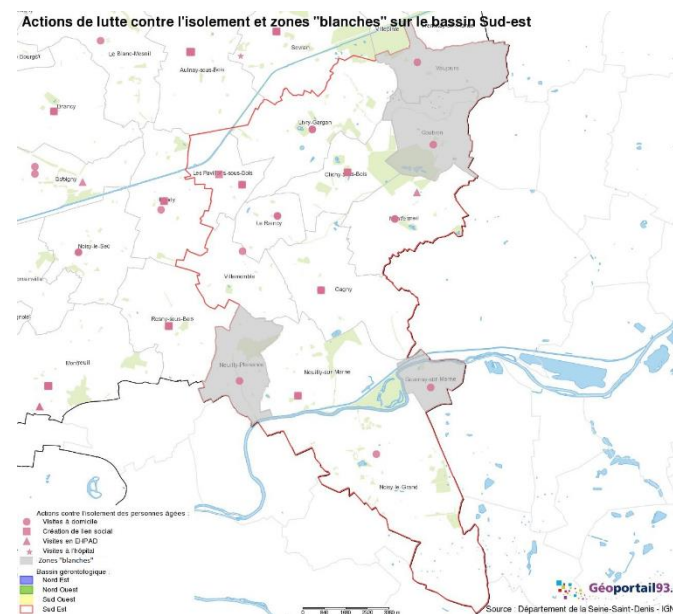 Actions de lutte contre l'isolement et zones "blanches" sur le bassin Sud-est
Villepinte
Le Blanc-Mesnil
Sevran
Aulnay-sous-Bois
Vaujours
Drancy
Livry-Gargan
Coubron
Les Pavillons-sous-Bois
Clichy-sous-Bois
Bobigny
Bondy
Le Raincy
Montfermeil
Noisy-le-Sec
Villemomble
Gagny
Rosny-sous-Bois
Montreuil
Neuilly-Plaisance
Neuilly-sur-Marne
Gournay-sur-Marne
Noisy-le-Grand
Actions contre l'isolement des personnes âgées :
Visites à domicile
Création de lien social
Visites en EHPAD
Visites à l'hôpital
Zones "blanches"
Bassin gérontologique :
Nord Est
Nord Ouest
Sud Ouest
Sud Est
Géoportail93.
Source : Département de la Seine-Saint-Denis - IGN